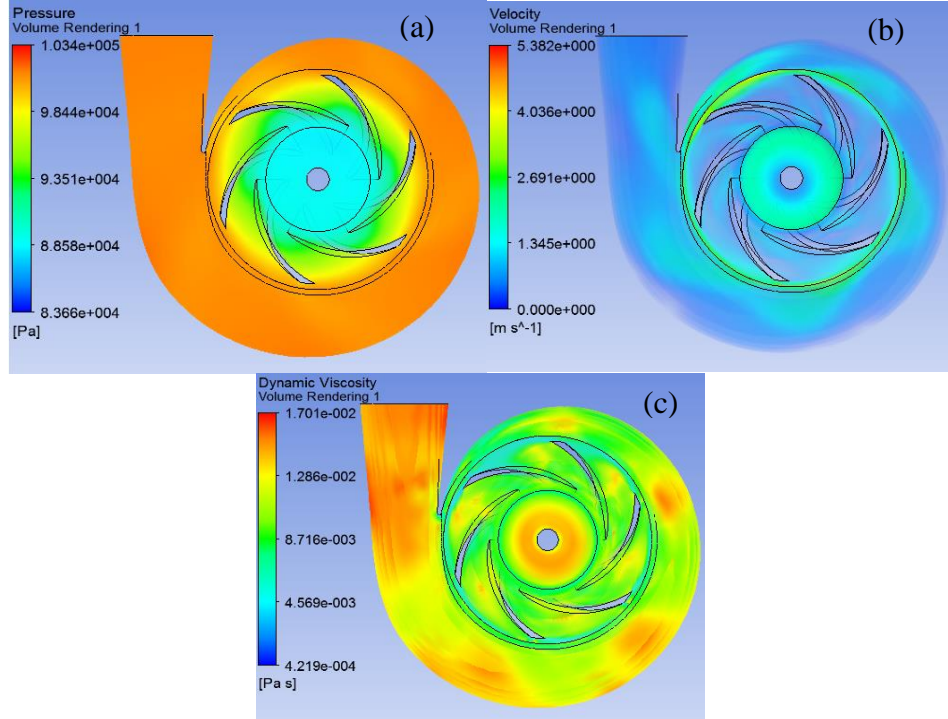 Pressure
Volume Rendering 1
(a)
1.034e+005
9.844e+004
9.351e+004
8.858e+004
8.366e+004
[Pa]
Velocity
Volume Rendering 1
(b)
5.382e+000
4.036e+000
2.691e+000
1.345e+000
0.000e+000
[m s^-1]
Dynamic Viscosity
Volume Rendering 1
(c)
1.701e-002
1.286e-002
8.716e-003
4.569e-003
4.219e-004
[Pa s]